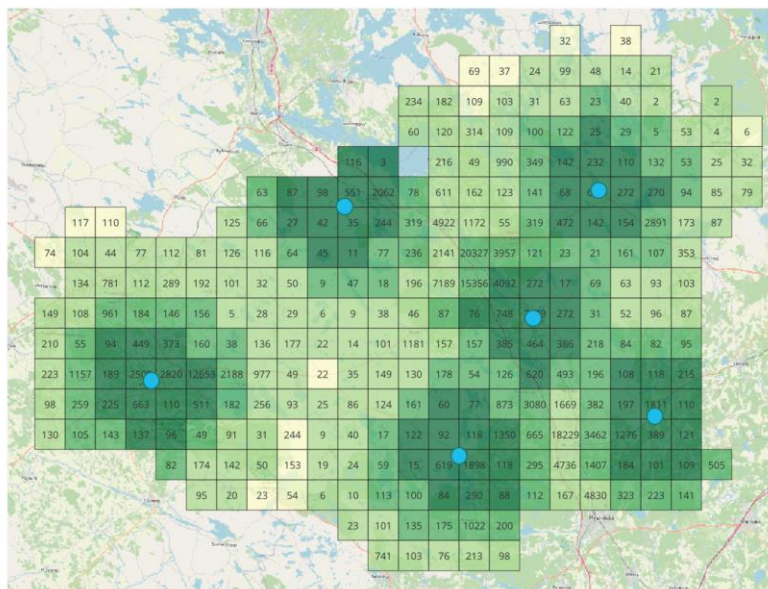 32 38
69 37 24 99 48 14 21
234 182 109 103 31 63 23 40 2 2
60 120 314 109 100 122 25 29 5 53 4 6
116 3 216 49 990 349 142 232 110 132 53 25 32
63 87 98 551 2062 78 611 162 123 141 68 272 270 94 85 79
117 110 125 66 27 42 35 244 319 4922 1172 55 319 472 142 154 2891 173 87
74 104 44 77 112 81 126 116 64 45 11 77 236 2141 20327 3957 121 23 21 161 107 353
134 781 112 289 192 101 32 50 9 47 18 196 7189 15356 4092 272 17 69 63 93 103
149 108 961 184 146 156 5 28 29 6 9 38 46 87 76 748 272 31 52 96 87
210 55 94 449 373 160 38 136 177 22 14 101 1181 157 157 386 464 386 218 84 82 95
223 1157 189 2820 12653 2188 977 49 22 35 149 130 178 54 126 620 493 196 108 118 215
98 259 225 663 110 511 182 256 93 25 86 124 161 60 77 873 3080 1669 382 197 1811 110
130 105 143 137 96 49 91 31 244 9 40 17 122 92 118 1350 665 18229 3462 1276 389 121
82 174 142 50 153 19 24 59 15 619 1898 118 295 4736 1407 184 101 109 505
95 20 23 54 6 10 113 100 84 290 88 112 167 4830 323 223 141
23 101 135 175 1022 200
741 103 76 213 98